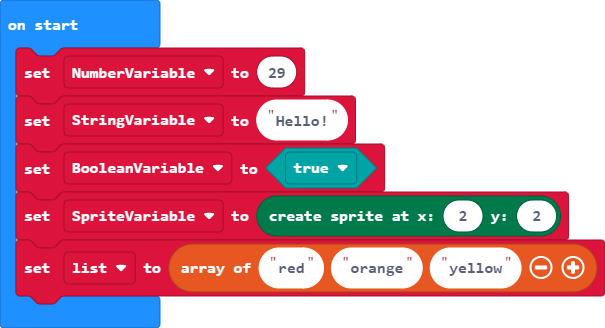 on start
set NumberVariable to 29
set StringVariable to "Hello!"
set BooleanVariable to true
set SpriteVariable to create sprite at x: 2 y: 2
set list to array of "red" "orange" "yellow"